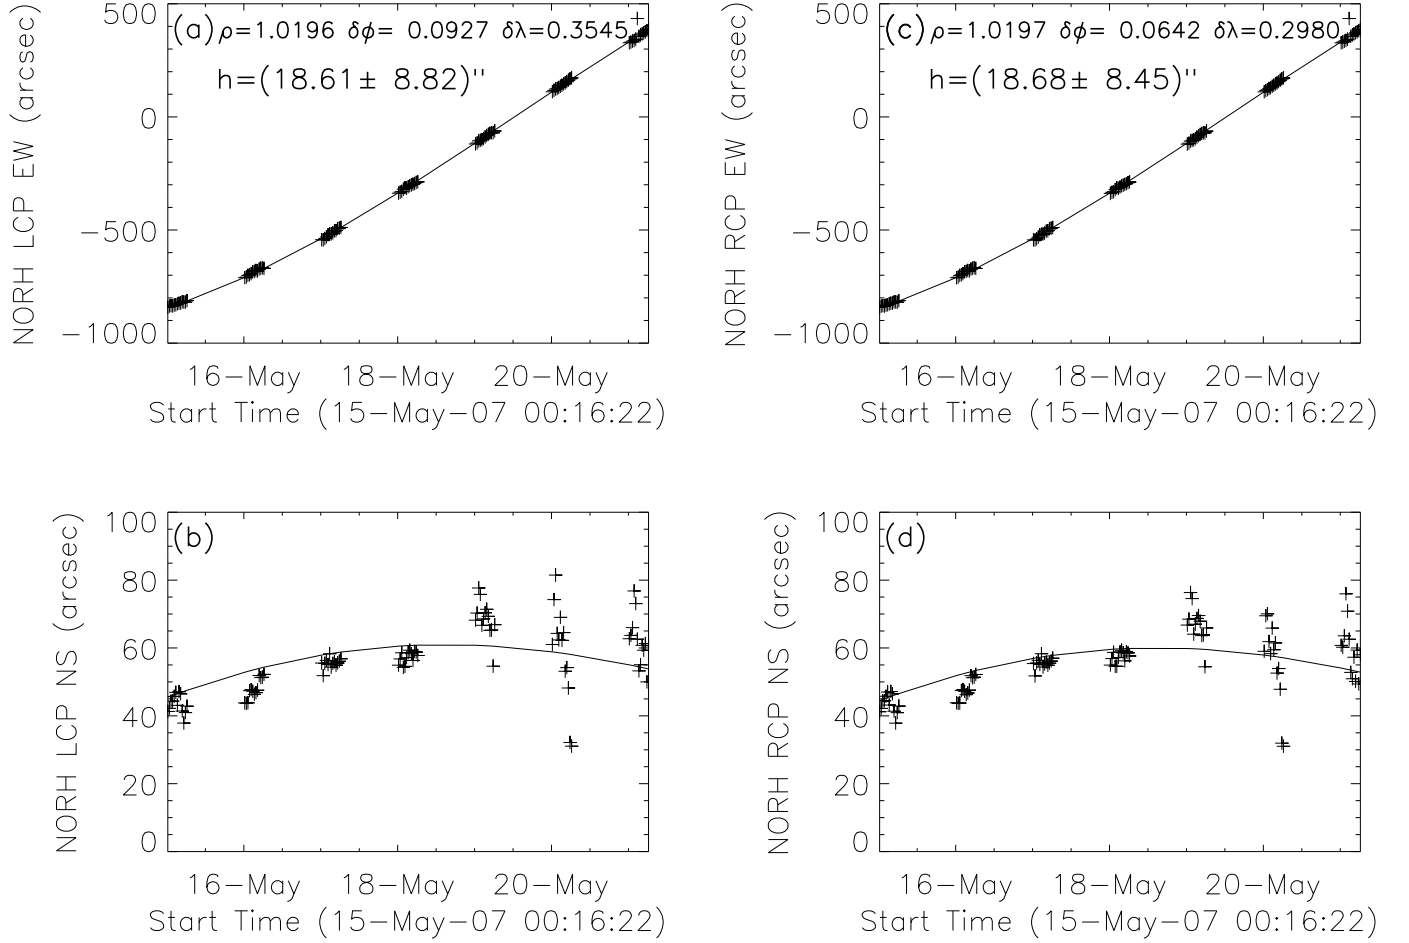 (a) ρ=1.0196 δϕ= 0.0927 δλ=0.3545
h=(18.61± 8.82)''
500
0
−500
−1000
NORH LCP EW (arcsec)
16−May 18−May 20−May
Start Time (15−May−07 00:16:22)
(c) ρ=1.0197 δϕ= 0.0642 δλ=0.2980
h=(18.68± 8.45)''
500
0
−500
−1000
NORH RCP EW (arcsec)
16−May 18−May 20−May
Start Time (15−May−07 00:16:22)
(b)
100
80
60
40
20
0
NORH LCP NS (arcsec)
16−May 18−May 20−May
Start Time (15−May−07 00:16:22)
(d)
100
80
60
40
20
0
NORH RCP NS (arcsec)
16−May 18−May 20−May
Start Time (15−May−07 00:16:22)